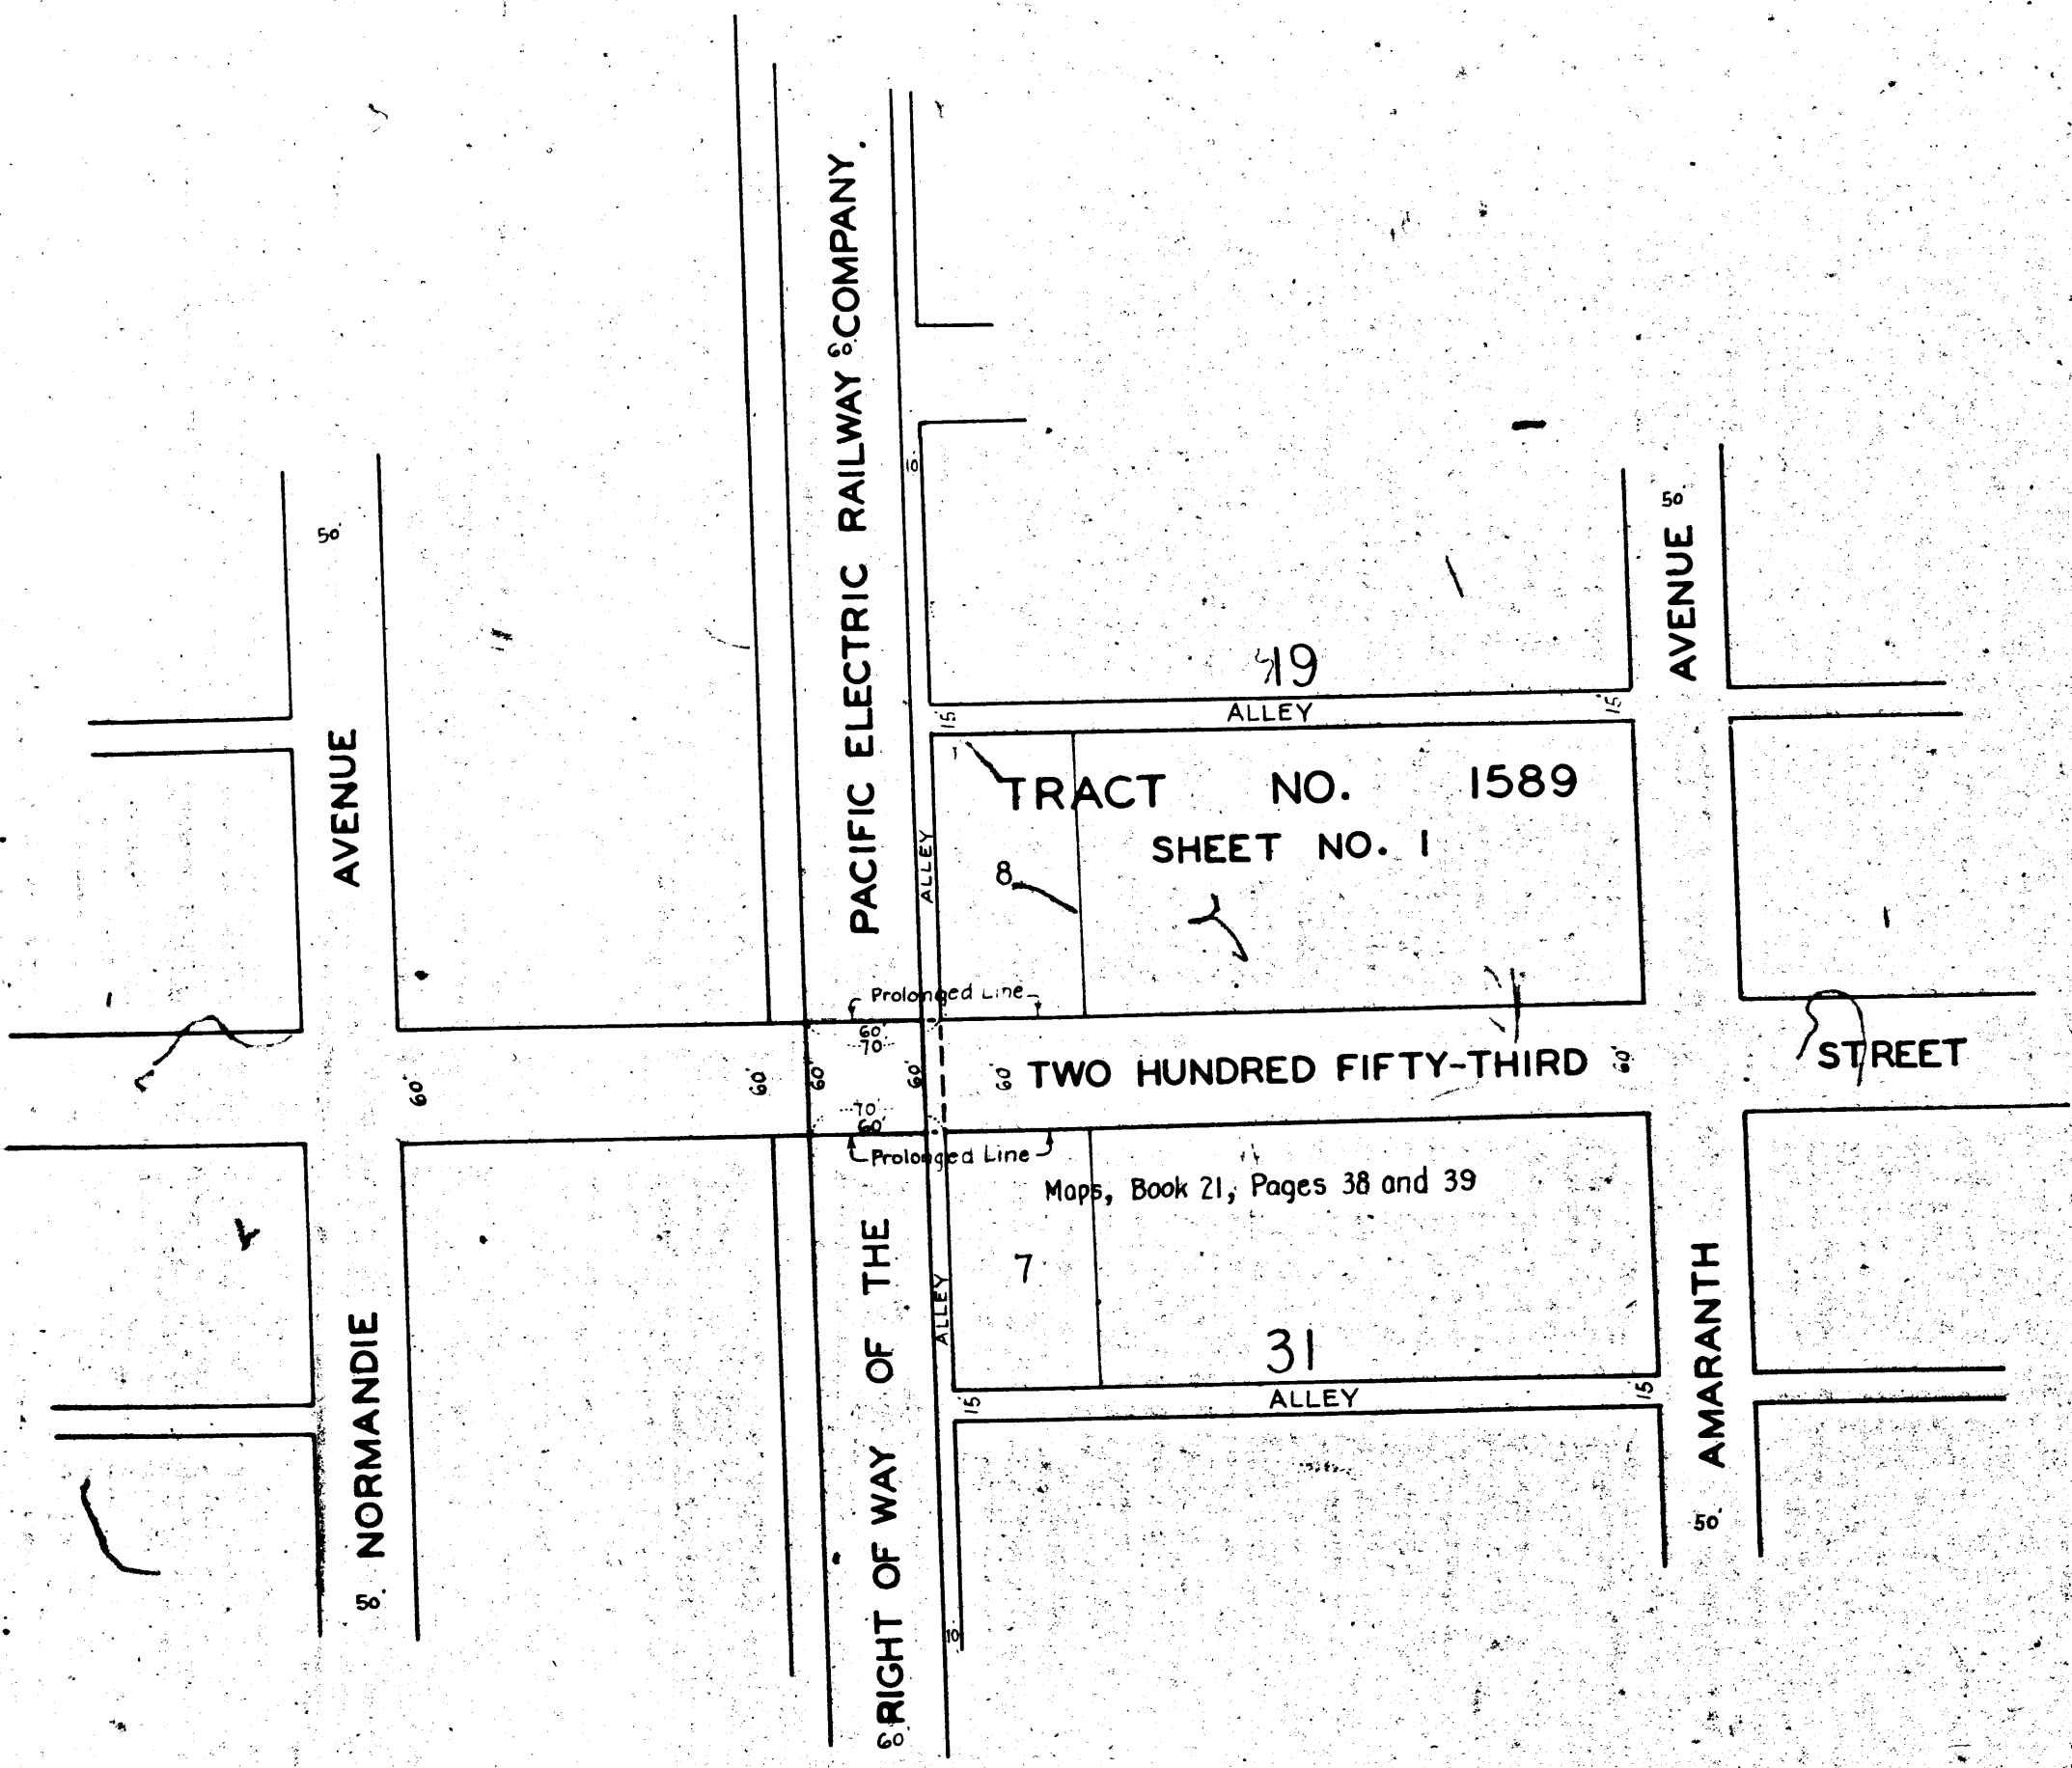 RIGHT OF WAY OF THE PACIFIC ELECTRIC RAILWAY COMPANY.
60'
60'
10'
50'
AVENUE
50'
AVENUE
19
15'
ALLEY
15'
TRACT NO. 1589
SHEET NO. 1
ALLEY
8
Prolonged Line
60'
70'
60'
60'
60'
60'
60'
TWO HUNDRED FIFTY-THIRD
60'
STREET
70'
60'
Prolonged Line
Maps, Book 21, Pages 38 and 39
7
ALLEY
31
15'
ALLEY
15'
NORMANDIE
50'
AMARANTH
50'
10'